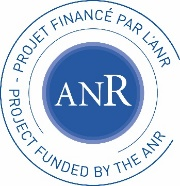 - PROJET FINANCÉ PAR L'ANR
ANR
- PROJECT FUNDED BY THE ANR